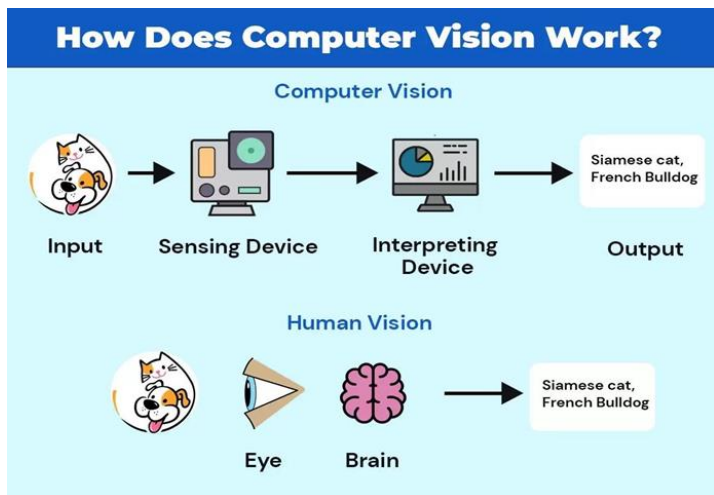 How Does Computer Vision Work?
Computer Vision
Siamese cat,
French Bulldog
Input
Sensing Device
Interpreting
Device
Output
Human Vision
Siamese cat,
French Bulldog
Eye
Brain